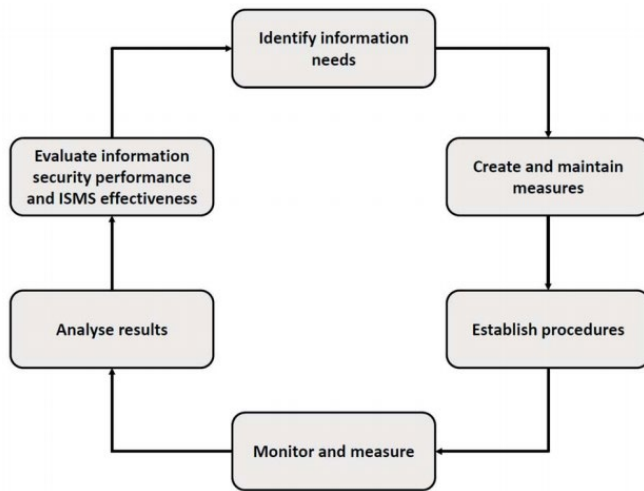 Identify information
needs
Create and maintain
measures
Establish procedures
Monitor and measure
Analyse results
Evaluate information
security performance
and ISMS effectiveness